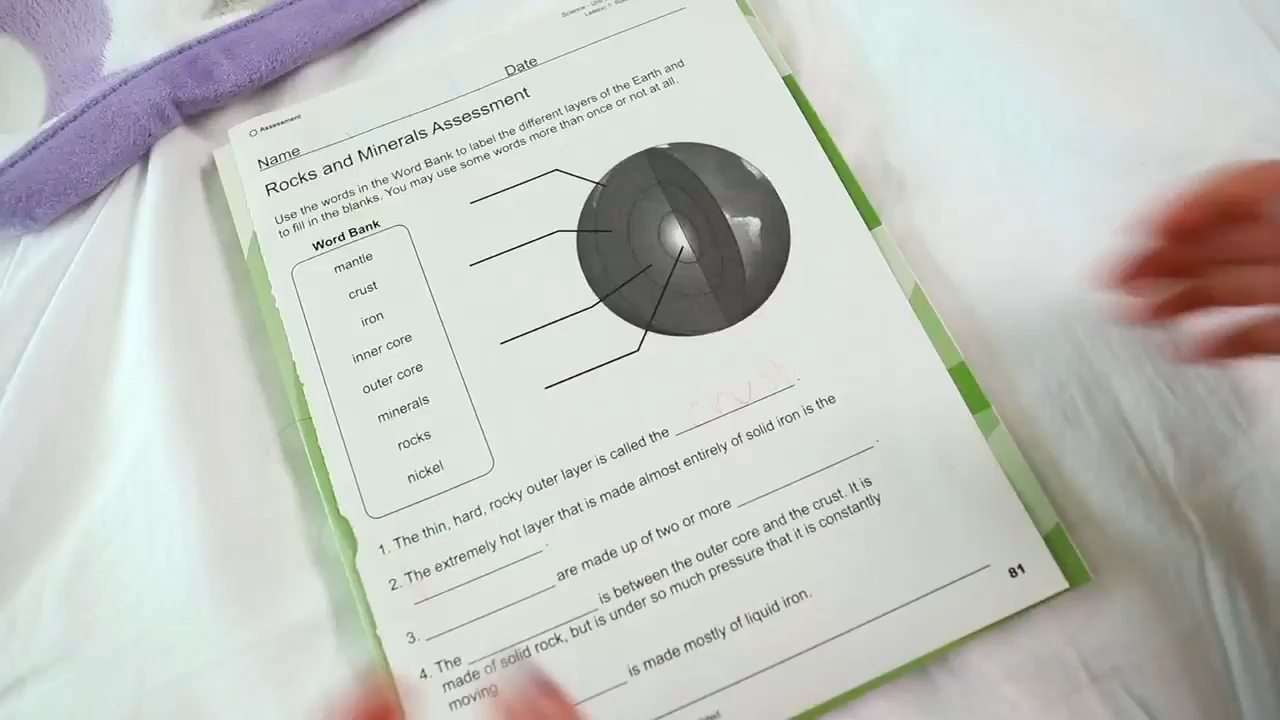 Assessment
Name
Date
Rocks and Minerals Assessment
Use the words in the Word Bank to label the different layers of the Earth and
to fill in the blanks. You may use some words more than once or not at all.
Word Bank
mantle
crust
iron
inner core
outer core
minerals
rocks
nickel
1. The thin, hard, rocky outer layer is called the .
2. The extremely hot layer that is made almost entirely of solid iron is the
.
3. are made up of two or more .
4. The is between the outer core and the crust. It is
made of solid rock, but is under so much pressure that it is constantly
moving
is made mostly of liquid iron.
81